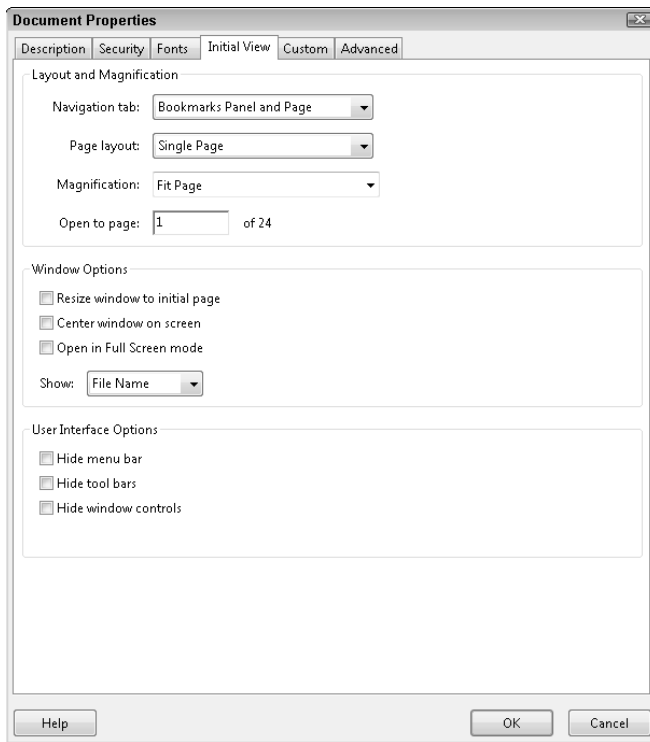 Document Properties
Description Security Fonts Initial View Custom Advanced
Layout and Magnification
Navigation tab: Bookmarks Panel and Page
Page layout: Single Page
Magnification: Fit Page
Open to page: 1 of 24
Window Options
Resize window to initial page
Center window on screen
Open in Full Screen mode
Show: File Name
User Interface Options
Hide menu bar
Hide tool bars
Hide window controls
Help OK Cancel